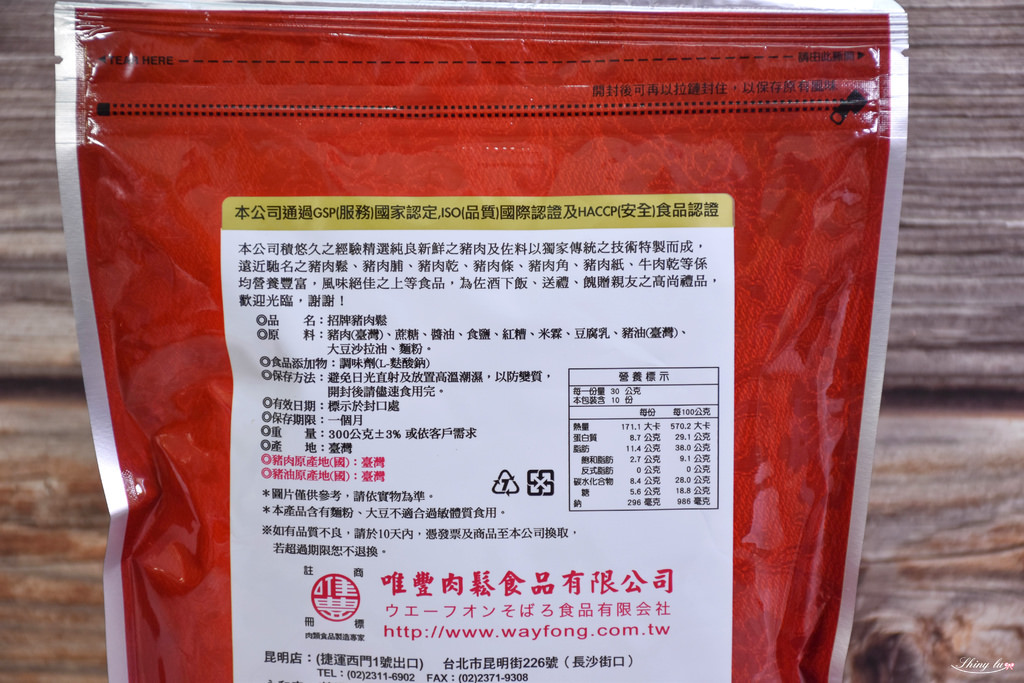 TEAR HERE 請由此撕開
開封後可再以拉鏈封住，以保存原有風味
本公司通過GSP(服務)國家認定,ISO(品質)國際認證及HACCP(安全)食品認證
本公司積悠久之經驗精選純良新鮮之豬肉及佐料以獨家傳統之技術特製而成，
遠近馳名之豬肉鬆、豬肉脯、豬肉乾、豬肉條、豬肉角、豬肉紙、牛肉乾等係
均營養豐富，風味絕佳之上等食品，為佐酒下飯、送禮、餽贈親友之高尚禮品，
歡迎光臨，謝謝！
◎品 名：招牌豬肉鬆
◎原 料：豬肉(臺灣)、蔗糖、醬油、食鹽、紅糟、米霖、豆腐乳、豬油(臺灣)、
大豆沙拉油、麵粉。
◎食品添加物：調味劑(L-麩酸鈉)
◎保存方法：避免日光直射及放置高溫潮濕，以防變質，
開封後請儘速食用完。
◎有效日期：標示於封口處
◎保存期限：一個月
◎重 量：300公克±3% 或依客戶需求
◎產 地：臺灣
◎豬肉原產地(國)：臺灣
◎豬油原產地(國)：臺灣
＊圖片僅供參考，請依實物為準。
＊本產品含有麵粉、大豆不適合過敏體質食用。
※如有品質不良，請於10天內，憑發票及商品至本公司換取，
若超過期限恕不退換。
營養標示
每一份量 30 公克
本包裝含 10 份
每份 每100公克
熱量 171.1 大卡 570.2 大卡
蛋白質 8.7 公克 29.1 公克
脂肪 11.4 公克 38.0 公克
飽和脂肪 2.7 公克 9.1 公克
反式脂肪 0 公克 0 公克
碳水化合物 8.4 公克 28.0 公克
糖 5.6 公克 18.8 公克
鈉 296 毫克 986 毫克
註 商
冊 標
肉類食品製造專家
唯豐肉鬆食品有限公司
ウエーフオンそばろ食品有限会社
http://www.wayfong.com.tw
昆明店：(捷運西門1號出口) 台北市昆明街226號（長沙街口）
TEL：(02)2311-6902 FAX：(02)2371-9308